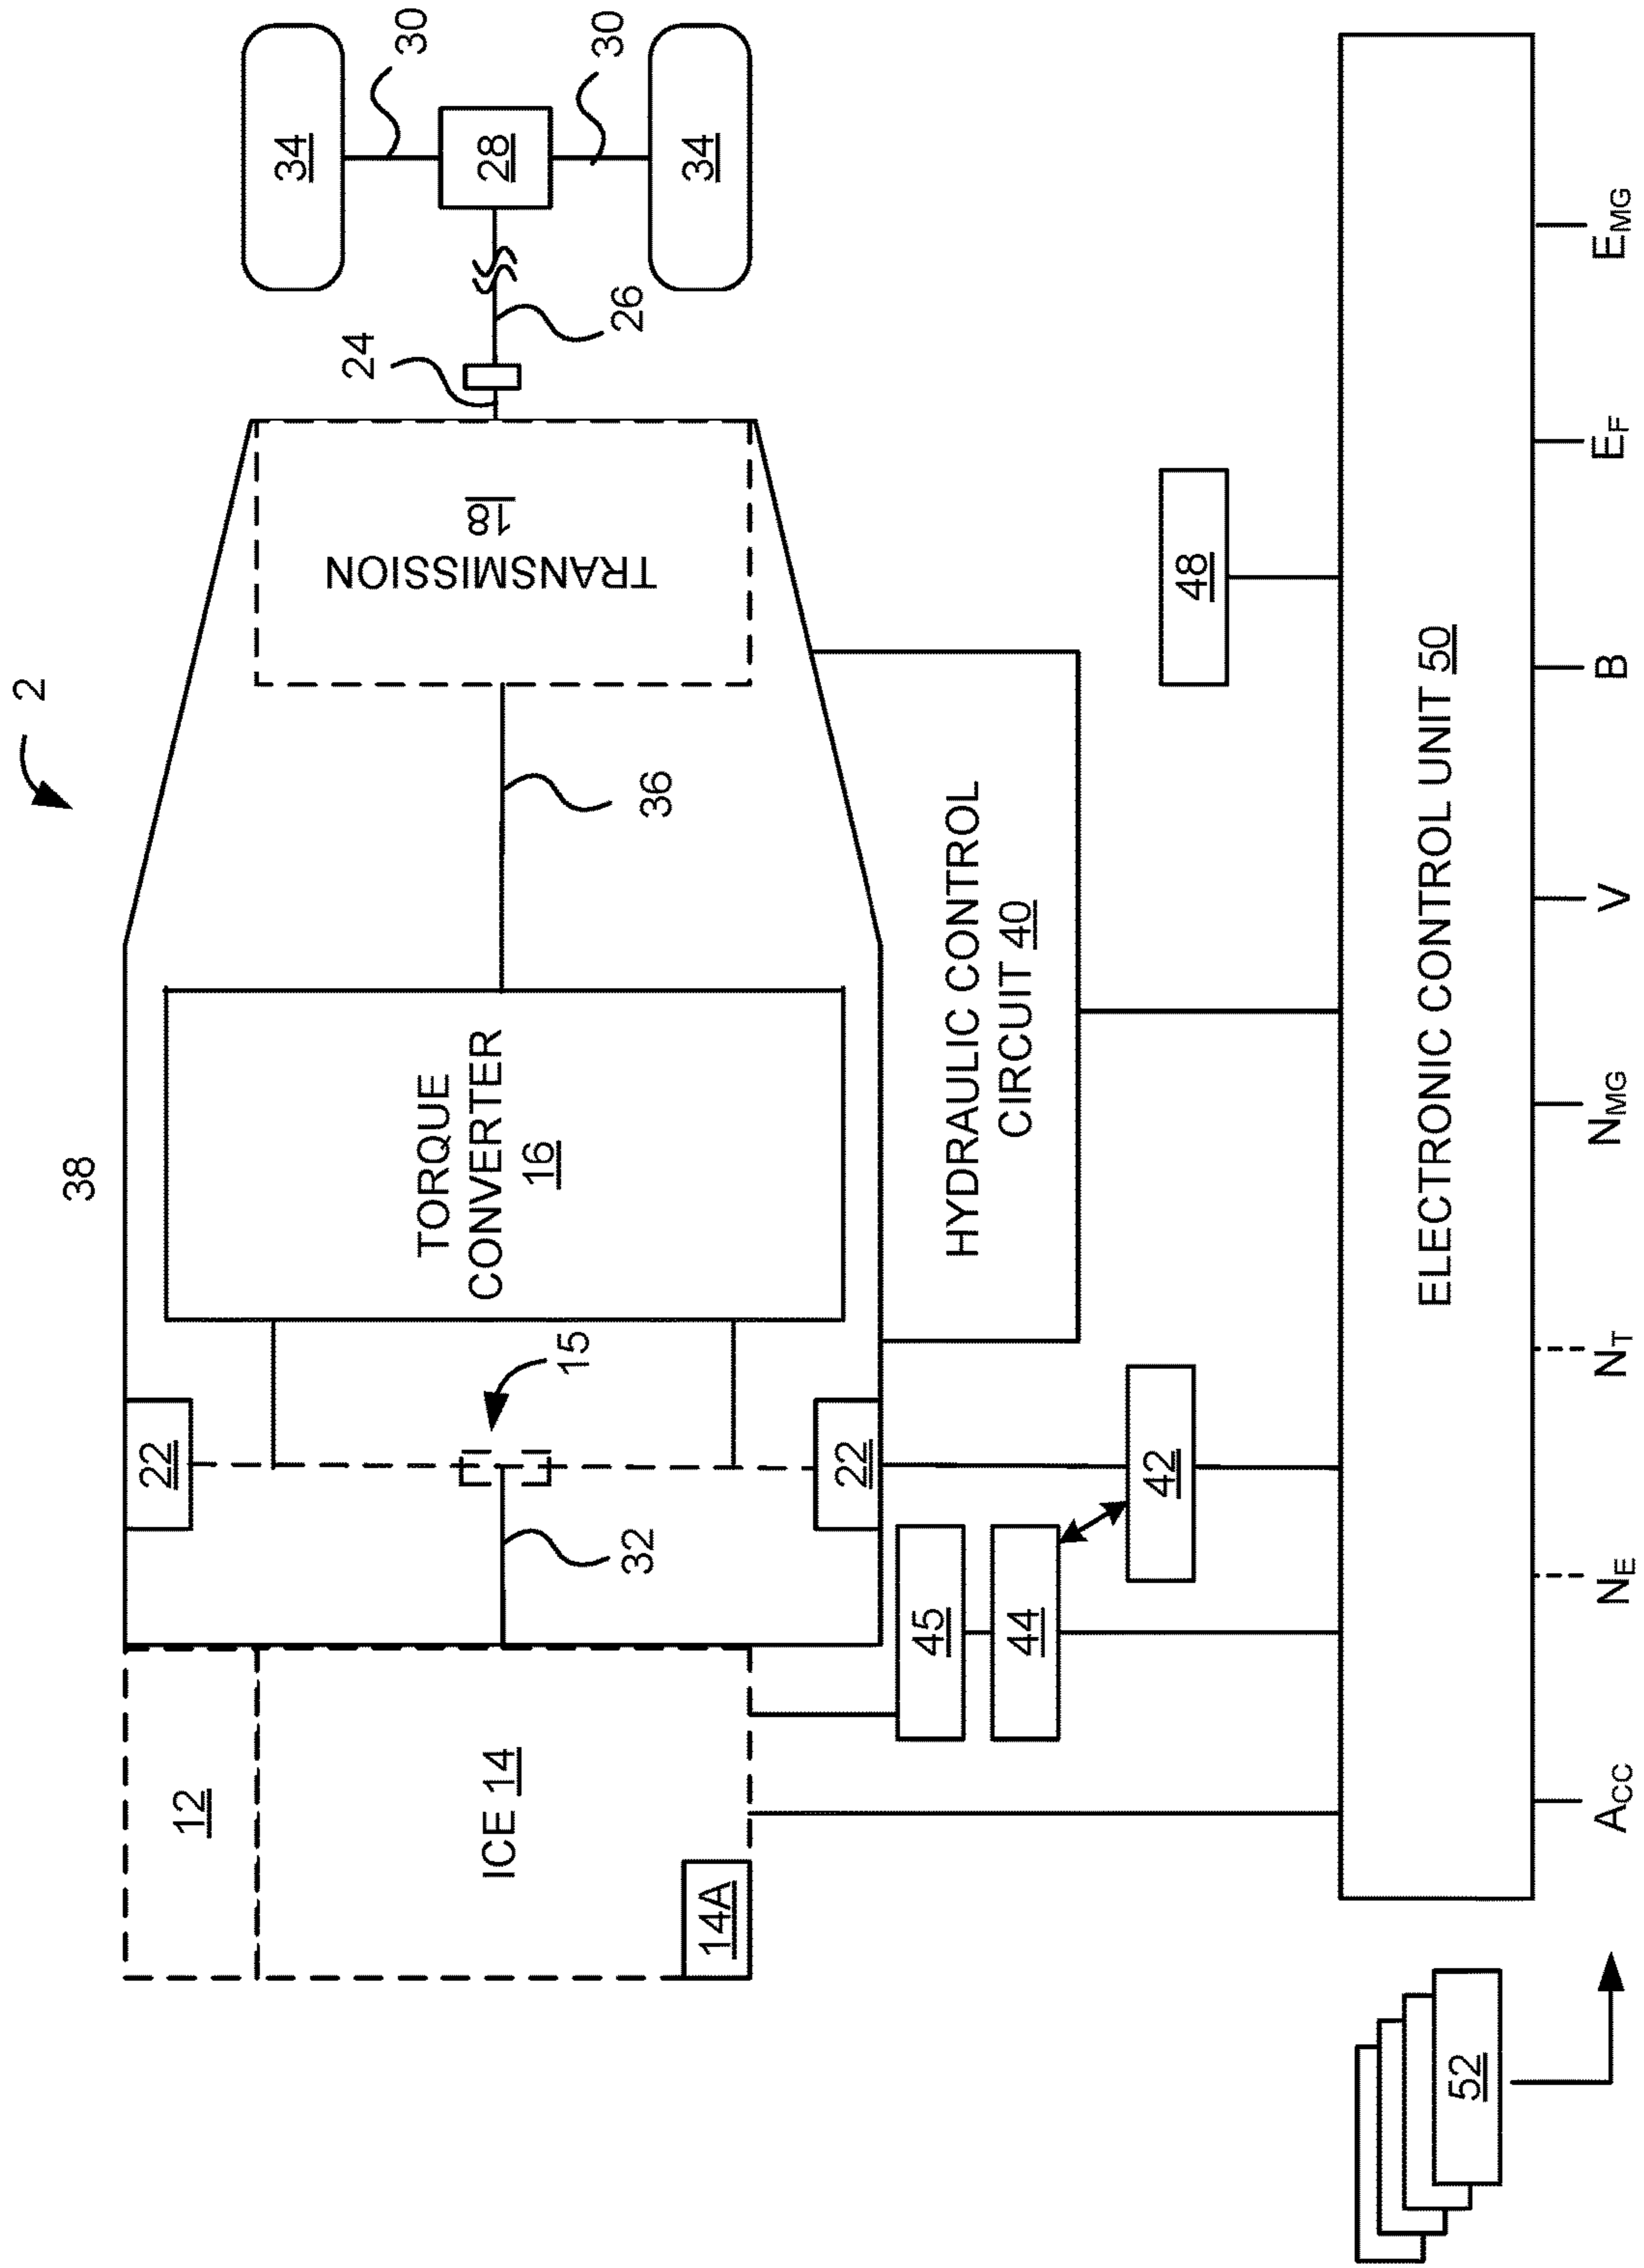 2
38
12
ICE 14
14A
22
22
15
32
TORQUE
CONVERTER
16
36
TRANSMISSION
18
24
26
28
30
30
34
34
HYDRAULIC CONTROL
CIRCUIT 40
45
44
42
48
ELECTRONIC CONTROL UNIT 50
52
ACC
NE
NT
NMG
V
B
EF
EMG